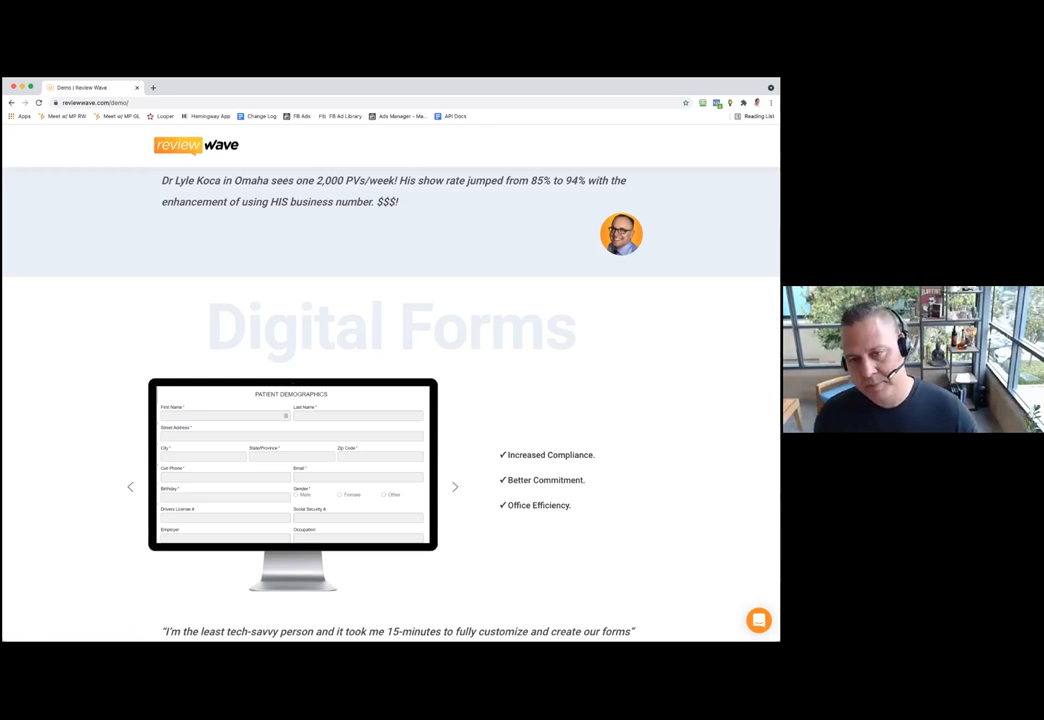 Demo | Review Wave
reviewwave.com/demo/
Apps
Meet w/ MP RW
Meet w/ MP GL
Looper
Hemingway App
Change Log
FB Ads
FB Ad Library
Ads Manager - Ma...
API Docs
Reading List
review wave
Dr Lyle Koca in Omaha sees one 2,000 PVs/week! His show rate jumped from 85% to 94% with the
enhancement of using HIS business number. $$$!
Digital Forms
PATIENT DEMOGRAPHICS
First Name *
Last Name *
Street Address *
City *
State/Province *
Zip Code *
Cell Phone *
Email *
Birthday *
Gender *
Male
Female
Other
Drivers License #
Social Security #
Employer
Occupation
✓ Increased Compliance.
✓ Better Commitment.
✓ Office Efficiency.
“I'm the least tech-savvy person and it took me 15-minutes to fully customize and create our forms”